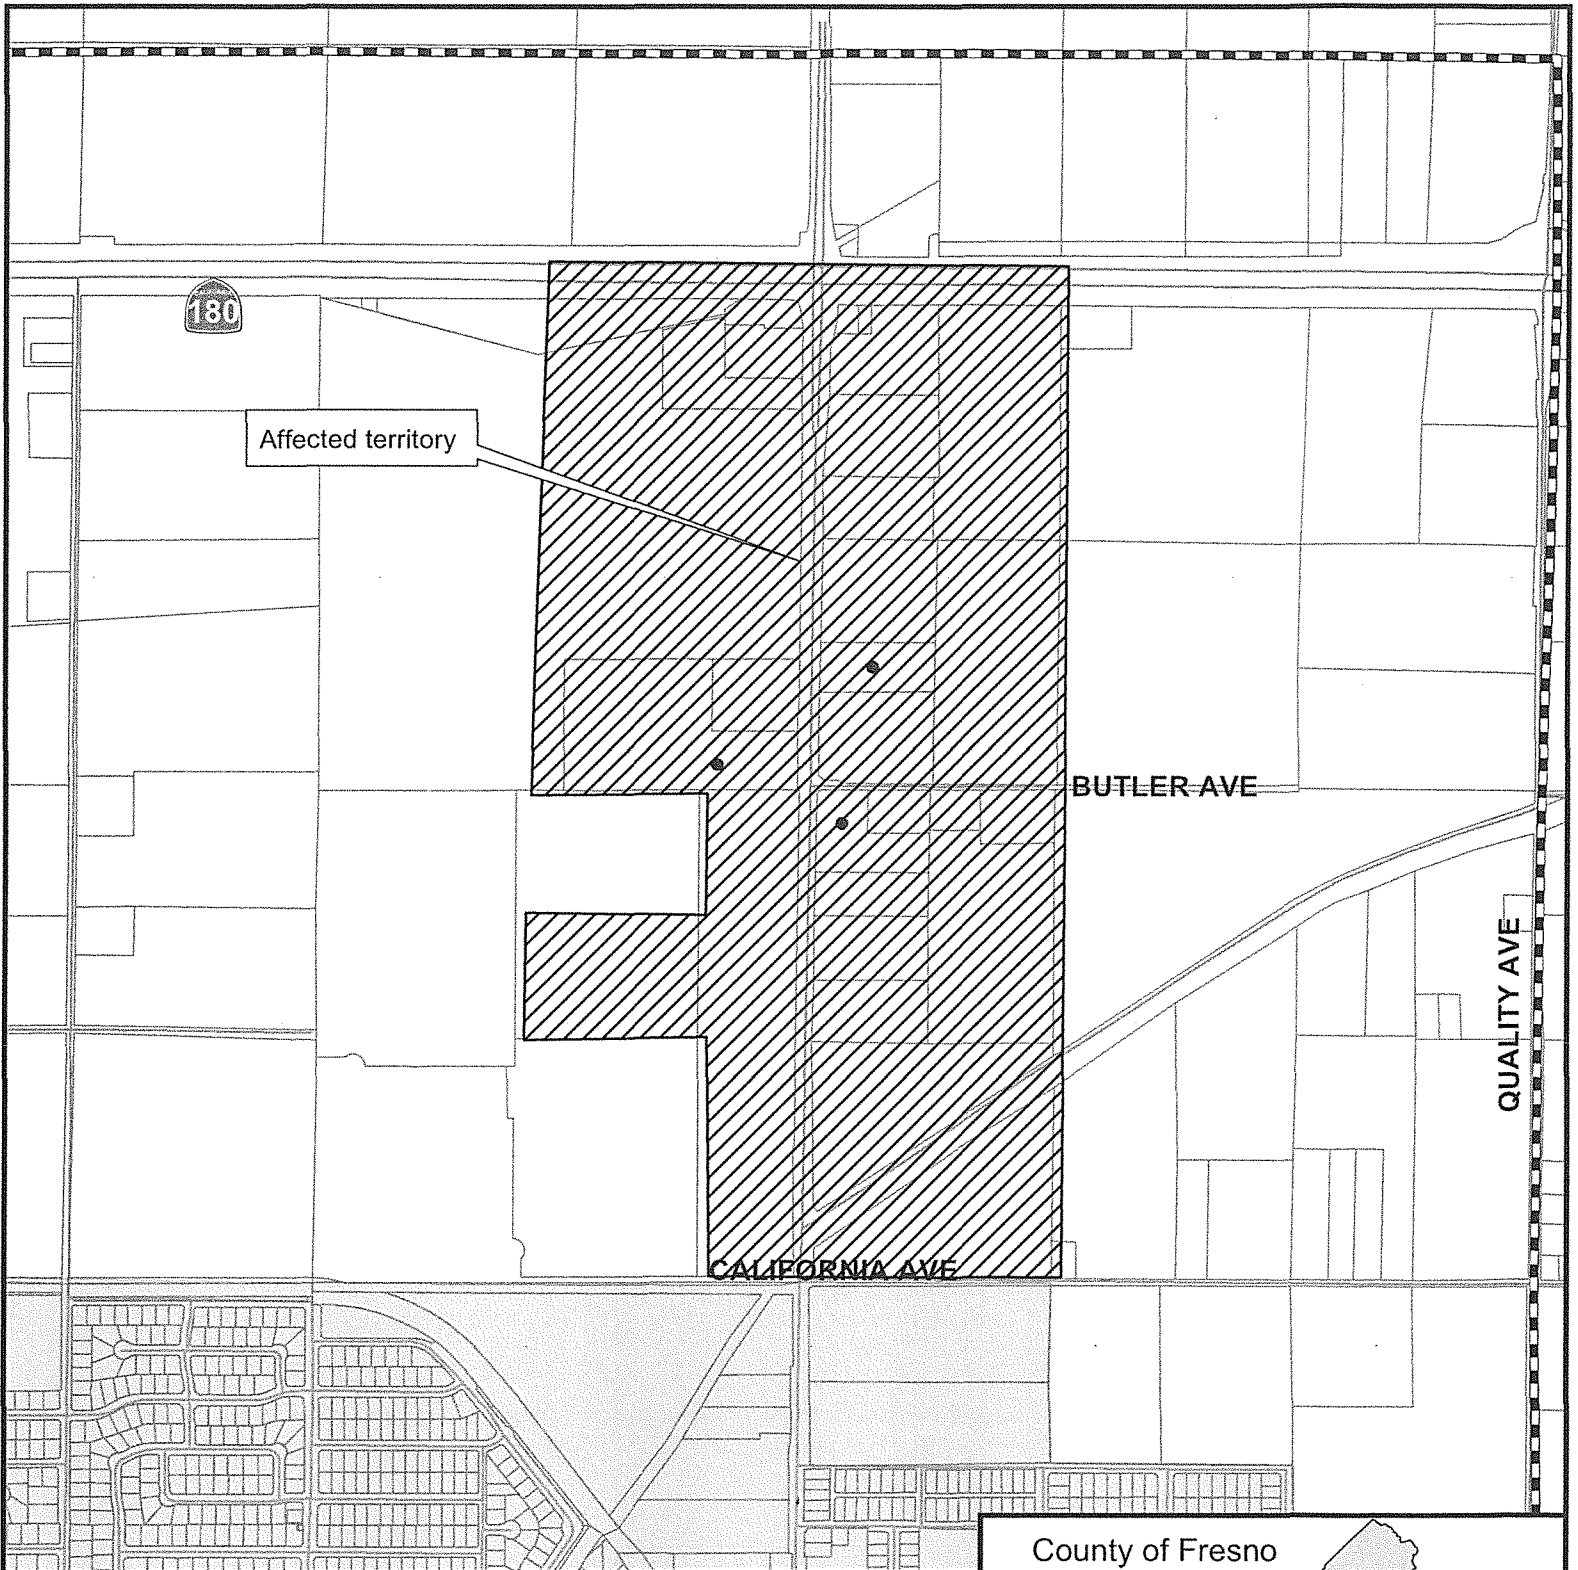 180
Affected territory
BUTLER AVE
QUALITY AVE
CALIFORNIA AVE
County of Fresno